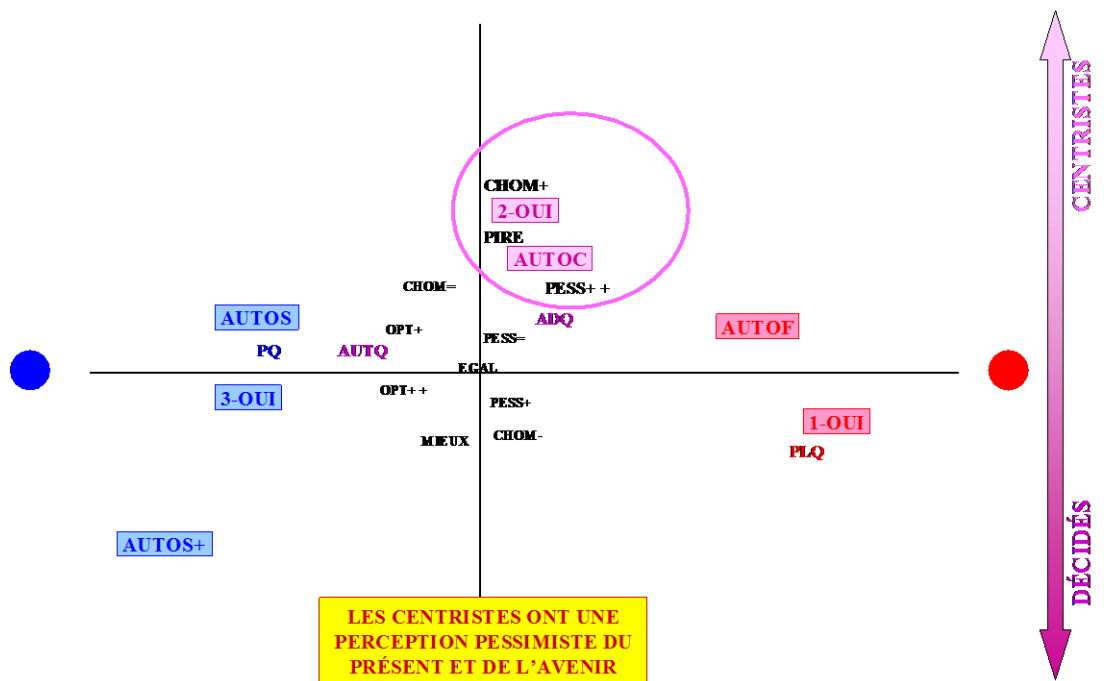 CENTRISTES
CHOM+
2-OUI
PIRE
AUTOC
CHOM=
PESS++
AUTOS
ADQ
AUTOF
OPT+
PESS=
PQ
AUTQ
EGAL
3-OUI
OPT++
PESS+
1-OUI
MIEUX
CHOM-
PLQ
DÉCIDÉS
AUTOS+
LES CENTRISTES ONT UNE
PERCEPTION PESSIMISTE DU
PRÉSENT ET DE L’AVENIR